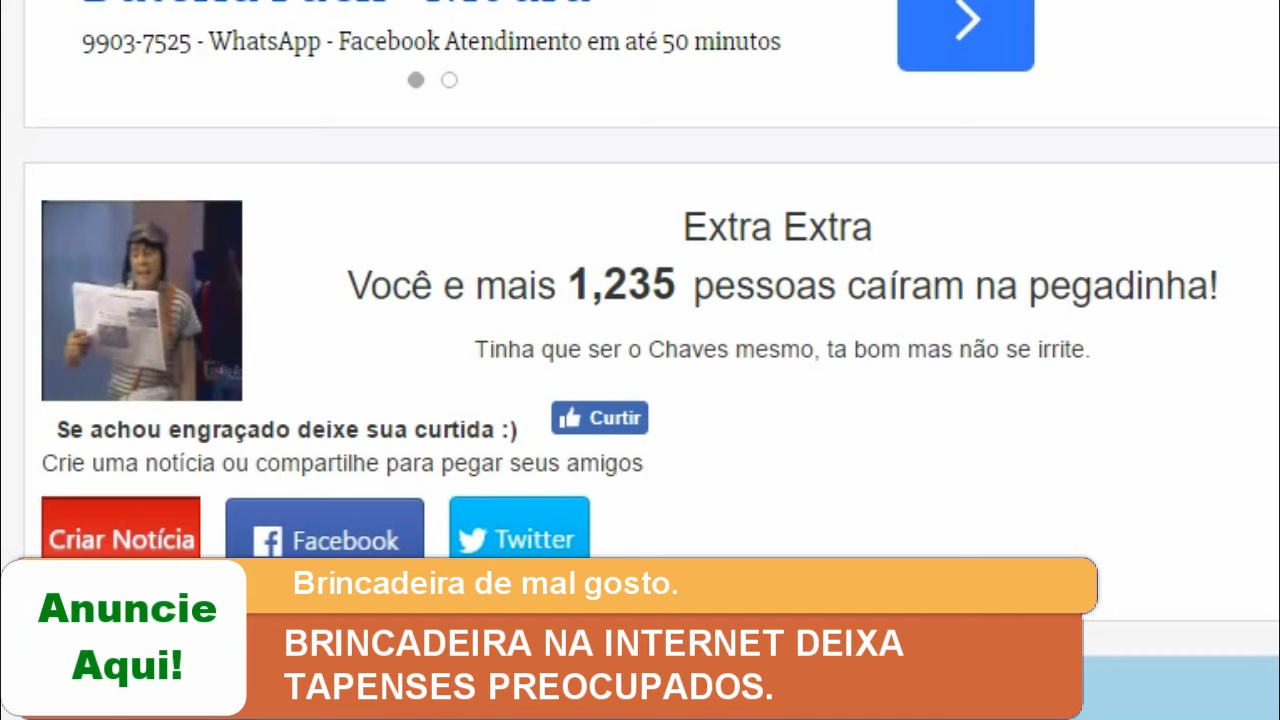 9903-7525 - WhatsApp - Facebook Atendimento em até 50 minutos
Extra Extra
Você e mais 1,235 pessoas caíram na pegadinha!
Tinha que ser o Chaves mesmo, ta bom mas não se irrite.
Se achou engraçado deixe sua curtida :)
Curtir
Crie uma notícia ou compartilhe para pegar seus amigos
Criar Notícia
Facebook
Twitter
Anuncie
Aqui!
Brincadeira de mal gosto.
BRINCADEIRA NA INTERNET DEIXA
TAPENSES PREOCUPADOS.